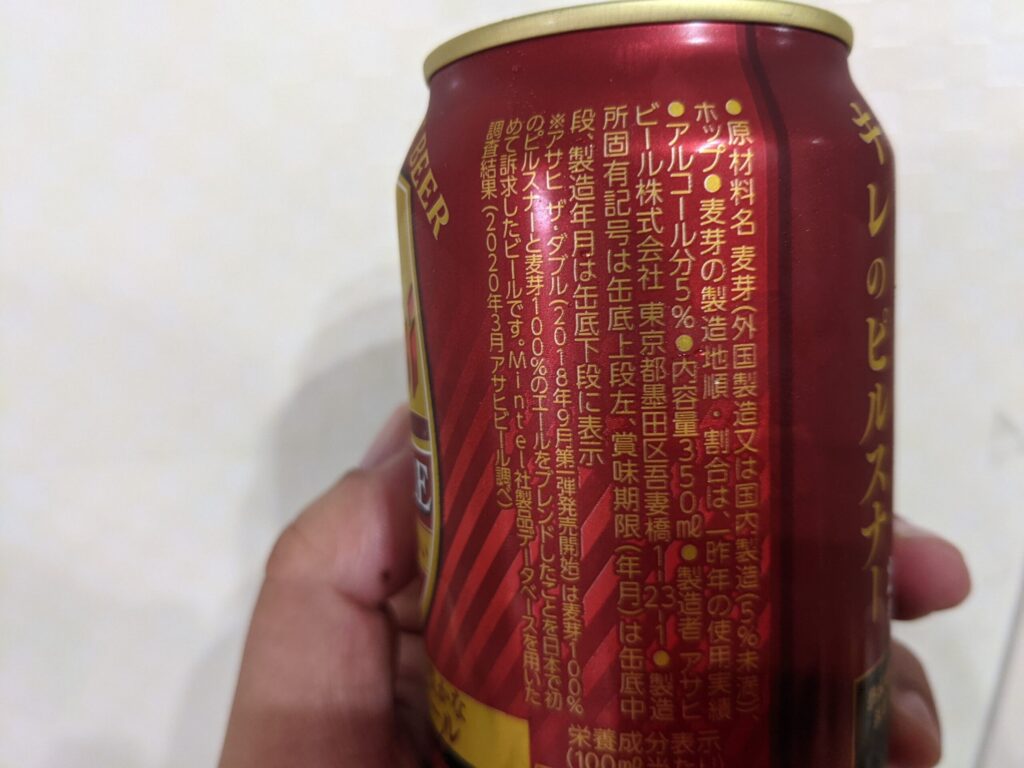 ●原材料名 麦芽(外国製造又は国内製造(5%未満)、
ホップ●麦芽の製造地順・割合は、一昨年の使用実績
●アルコール分5%●内容量350ml●製造者 アサヒ
ビール株式会社 東京都墨田区吾妻橋1-23-1●製造
所固有記号は缶底上段左、賞味期限(年月)は缶底中
段、製造年月は缶底下段に表示
※アサヒ ザ・ダブル(2018年9月第一弾発売開始)は麦芽100%
のピルスナーと麦芽100%のエールをブレンドしたことを日本で初
めて訴求したビールです。Mintel社製品データベースを用いた
調査結果(2020年3月アサヒビール調べ)
栄養成分表示
(100ml
BEER
レのピルスナー